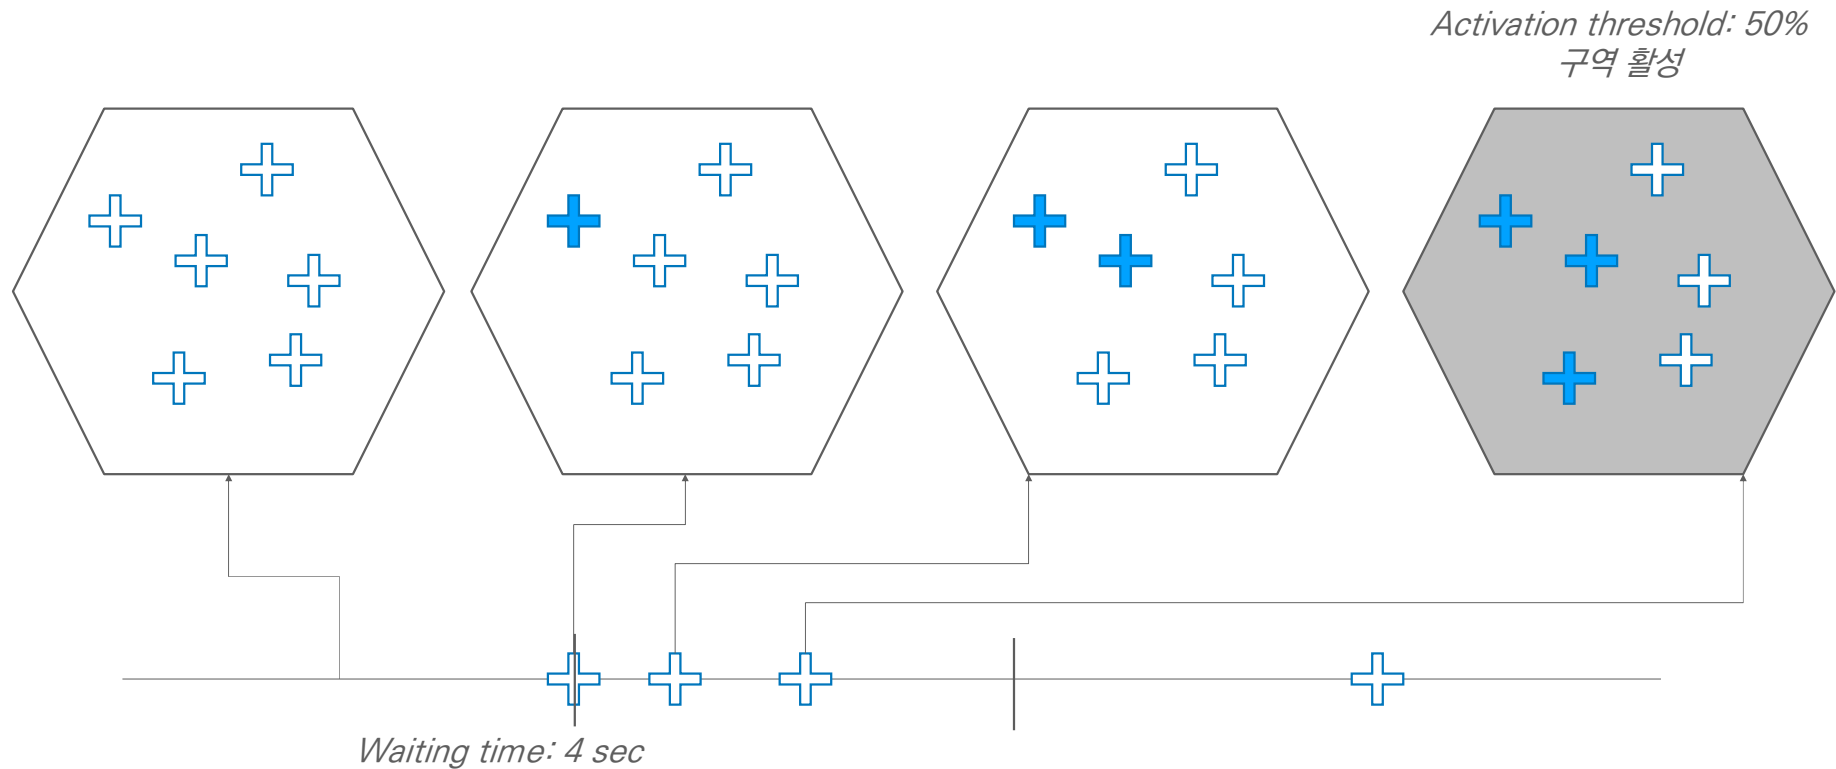 Activation threshold: 50%
구역 활성
Waiting time: 4 sec